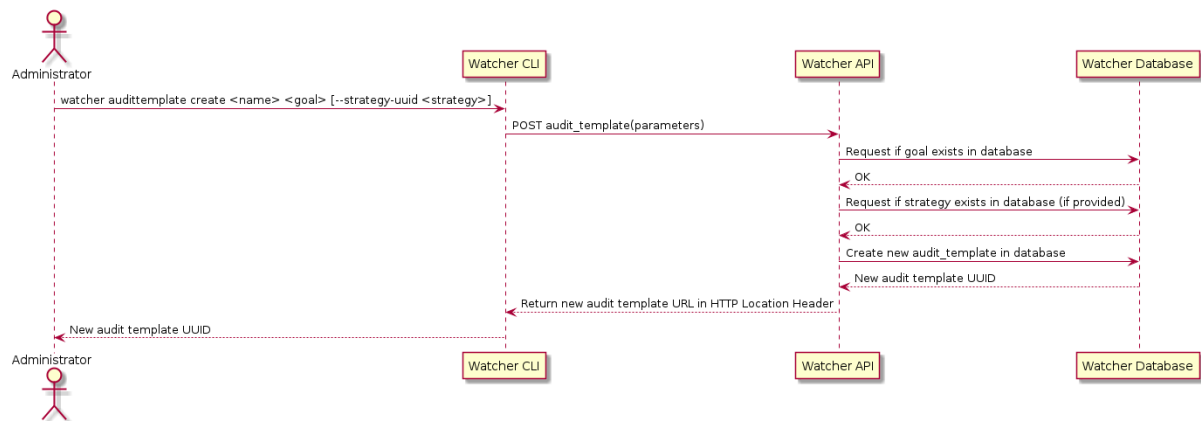 Administrator
Watcher CLI
Watcher API
Watcher Database
watcher audittemplate create <name> <goal> [--strategy-uuid <strategy>]
POST audit_template(parameters)
Request if goal exists in database
OK
Request if strategy exists in database (if provided)
OK
Create new audit_template in database
New audit template UUID
Return new audit template URL in HTTP Location Header
New audit template UUID
Administrator
Watcher CLI
Watcher API
Watcher Database